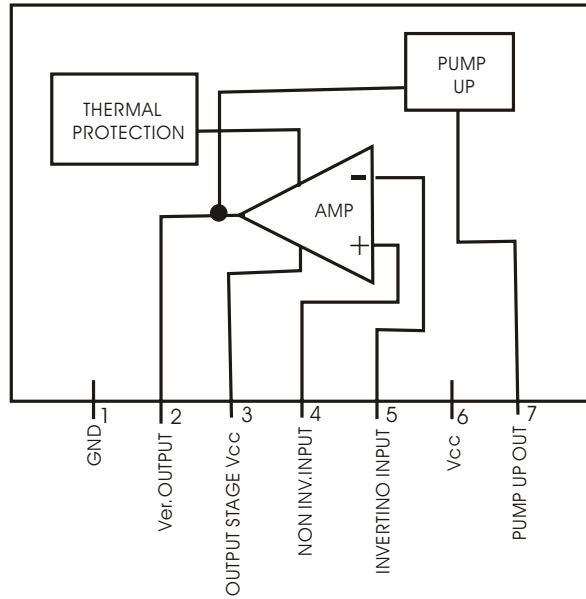 PUMP
UP
THERMAL
PROTECTION
-
AMP
+
1
2
3
4
5
6
7
GND
Ver.OUTPUT
OUTPUT STAGE Vcc
NON INV.INPUT
INVERTINO INPUT
Vcc
PUMP UP OUT